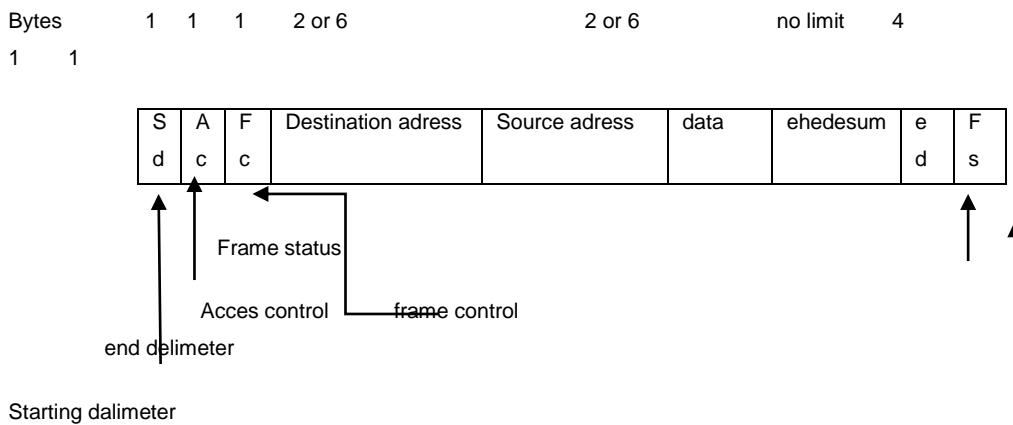 Bytes 1 1 1 2 or 6 2 or 6 no limit 4
1 1
S A F Destination adress Source adress data ehedesum e F
d c c d s
Frame status
Acces control frame control
end delimeter
Starting dalimeter